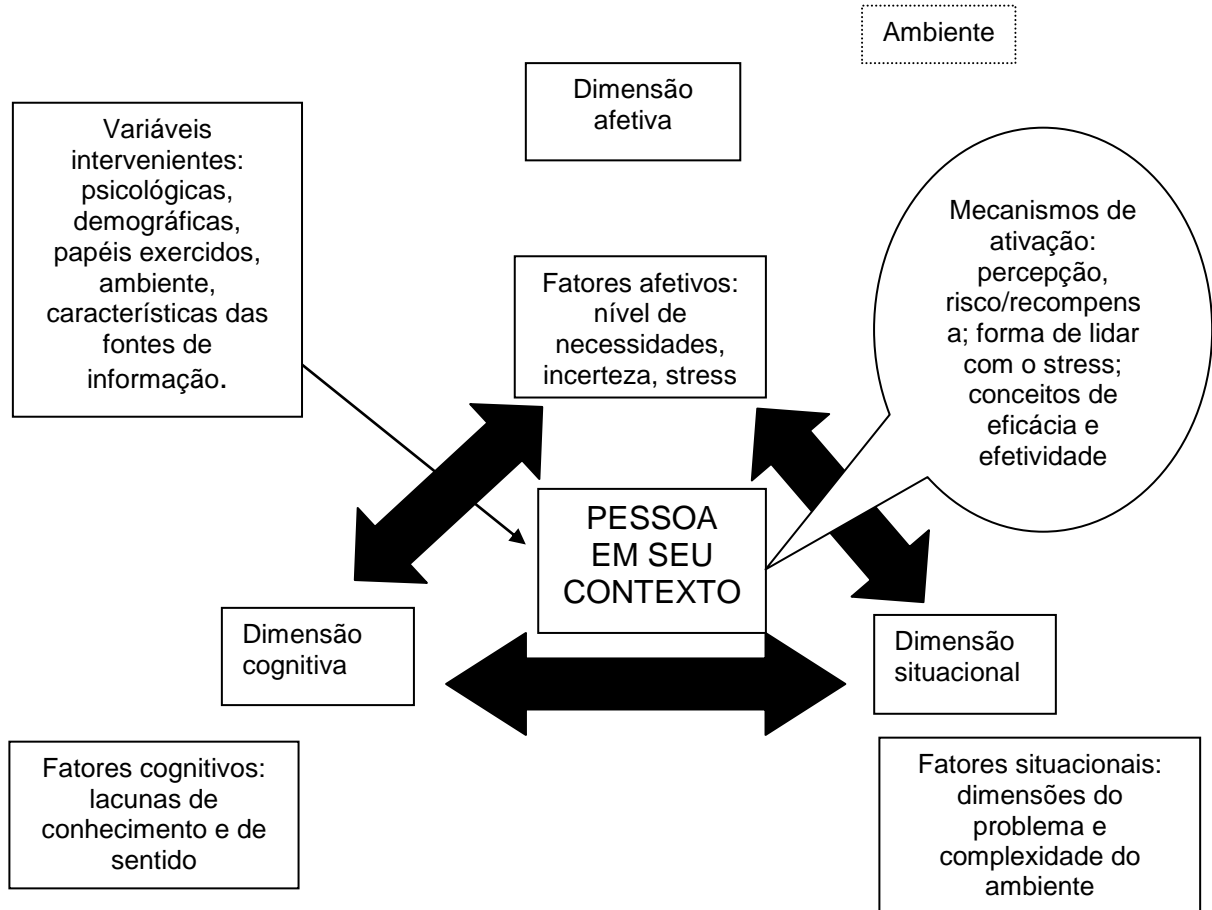 Ambiente
Dimensão
afetiva
Variáveis
intervenientes:
psicológicas,
demográficas,
papéis exercidos,
ambiente,
características das
fontes de
informação.
Mecanismos de
ativação:
percepção,
risco/recompens
a; forma de lidar
com o stress;
conceitos de
eficácia e
efetividade
Fatores afetivos:
nível de
necessidades,
incerteza, stress
PESSOA
EM SEU
CONTEXTO
Dimensão
cognitiva
Dimensão
situacional
Fatores cognitivos:
lacunas de
conhecimento e de
sentido
Fatores situacionais:
dimensões do
problema e
complexidade do
ambiente